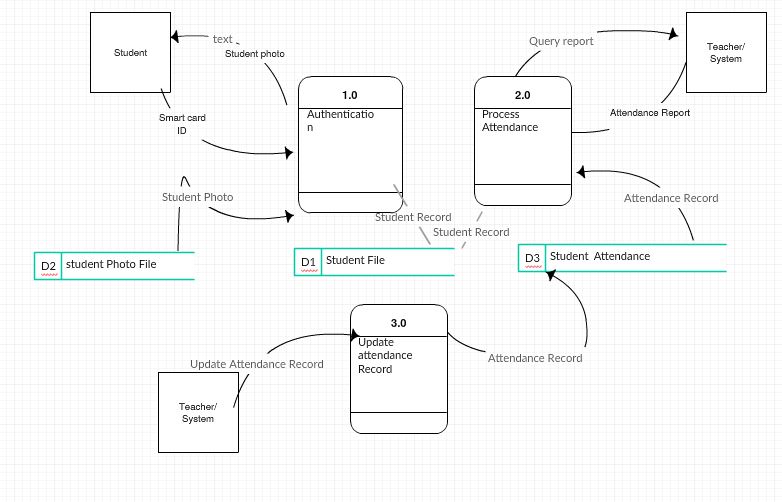 Student
text
Student photo
Smart card
ID
1.0
Authenticatio
n
Query report
2.0
Process
Attendance
Teacher/
System
Attendance Report
Student Photo
Student Record
Student Record
Attendance Record
D2 student Photo File
D1 Student File
D3 Student Attendance
3.0
Update
attendance
Record
Update Attendance Record
Attendance Record
Teacher/
System